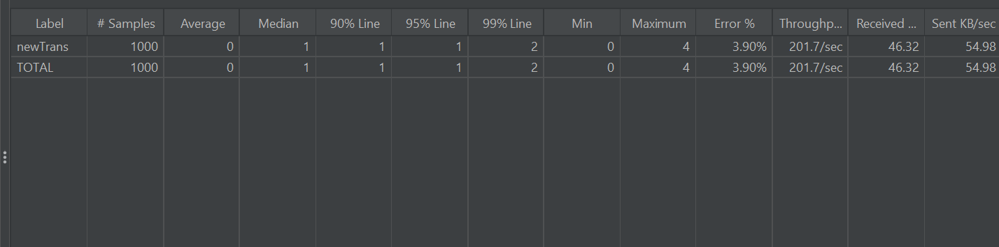 Label # Samples Average Median 90% Line 95% Line 99% Line Min Maximum Error % Throughp... Received ... Sent KB/sec
newTrans 1000 0 1 1 1 2 0 4 3.90% 201.7/sec 46.32 54.98
TOTAL 1000 0 1 1 1 2 0 4 3.90% 201.7/sec 46.32 54.98